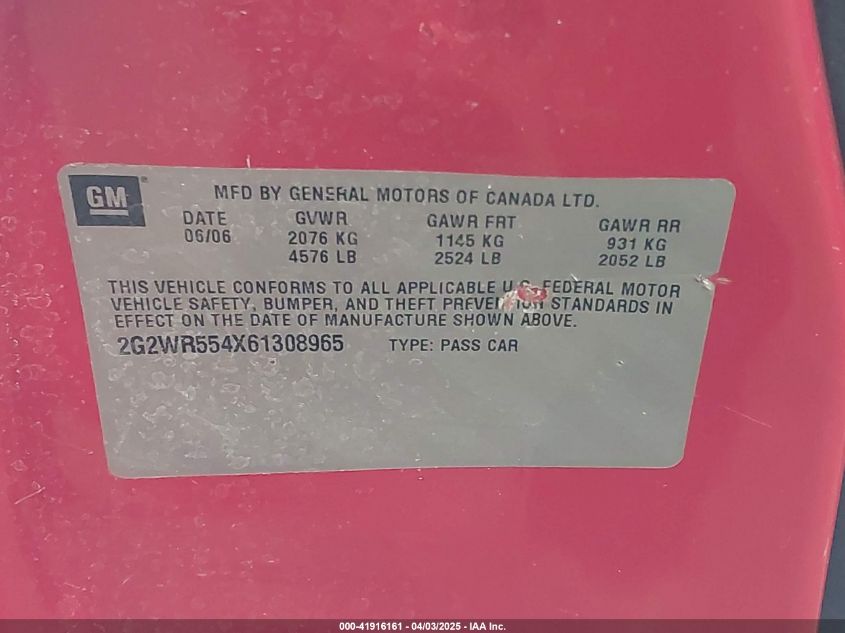 GM
MFD BY GENERAL MOTORS OF CANADA LTD.
DATE GVWR GAWR FRT GAWR RR
06/06 2076 KG 1145 KG 931 KG
4576 LB 2524 LB 2052 LB
THIS VEHICLE CONFORMS TO ALL APPLICABLE U.S. FEDERAL MOTOR
VEHICLE SAFETY, BUMPER, AND THEFT PREVENTION STANDARDS IN
EFFECT ON THE DATE OF MANUFACTURE SHOWN ABOVE.
2G2WR554X61308965 TYPE: PASS CAR
000-41916161 - 04/03/2025 - IAA Inc.